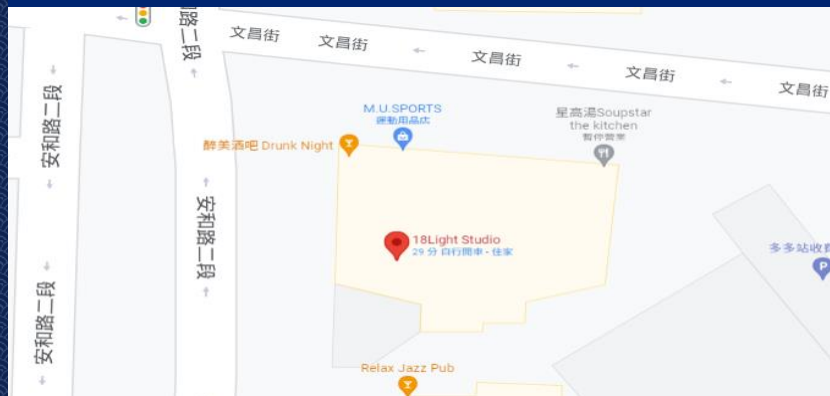 安和路二段
文昌街
文昌街
文昌街
文昌街
文昌街
安和路二段
M.U.SPORTS
運動用品店
星高湯Soupstar
the kitchen
暫停營業
醉美酒吧 Drunk Night
安和路二段
18Light Studio
29 分 自行開車 - 住家
多多站收費
P
安和路二段
Relax Jazz Pub